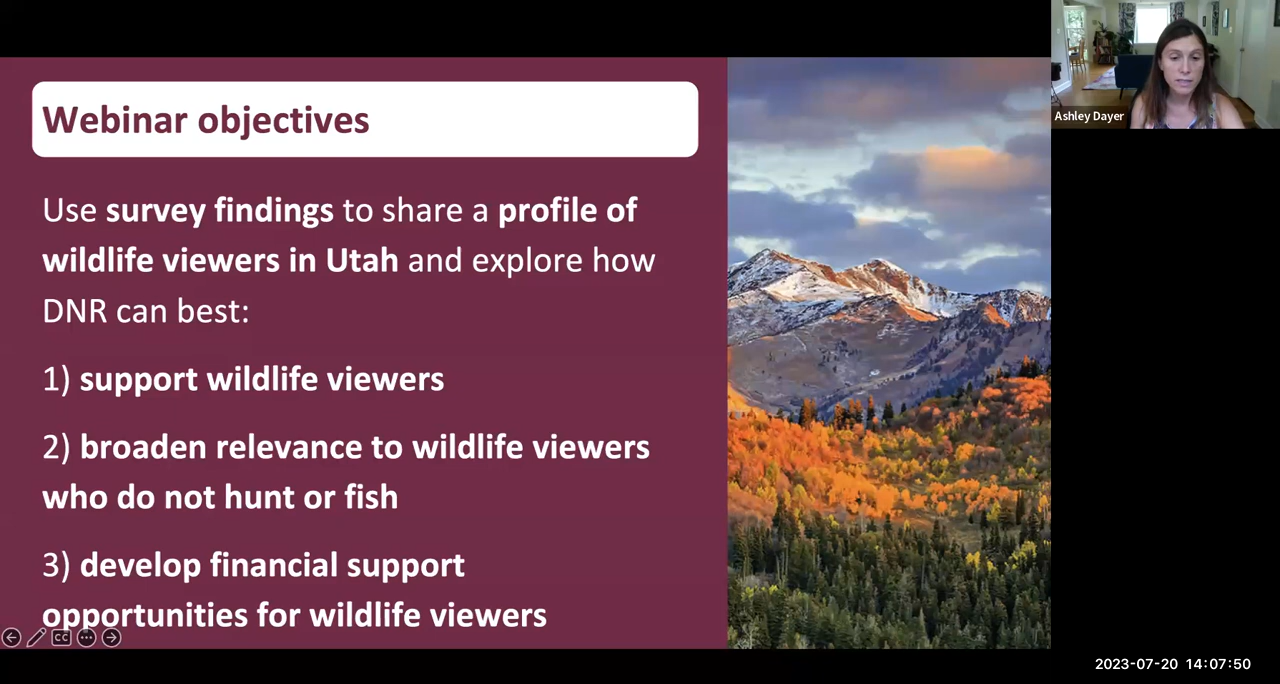 Webinar objectives
Use survey findings to share a profile of
wildlife viewers in Utah and explore how
DNR can best:
1) support wildlife viewers
2) broaden relevance to wildlife viewers
who do not hunt or fish
3) develop financial support
opportunities for wildlife viewers
CC
Ashley Dayer
2023-07-20 14:07:50